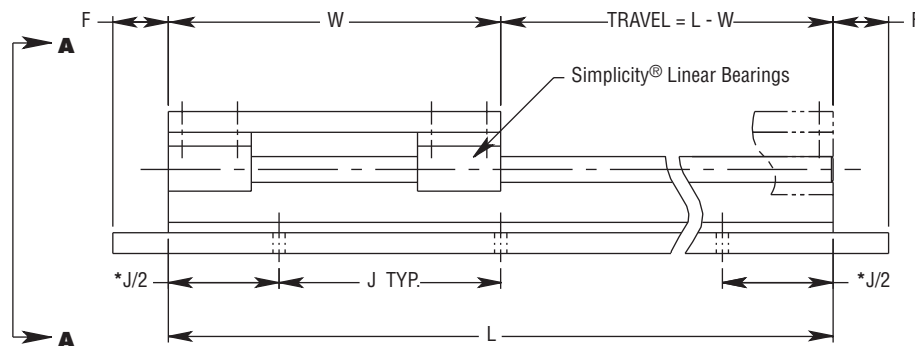 F W TRAVEL = L - W F
A
Simplicity® Linear Bearings
*J/2 J TYP. *J/2
A L